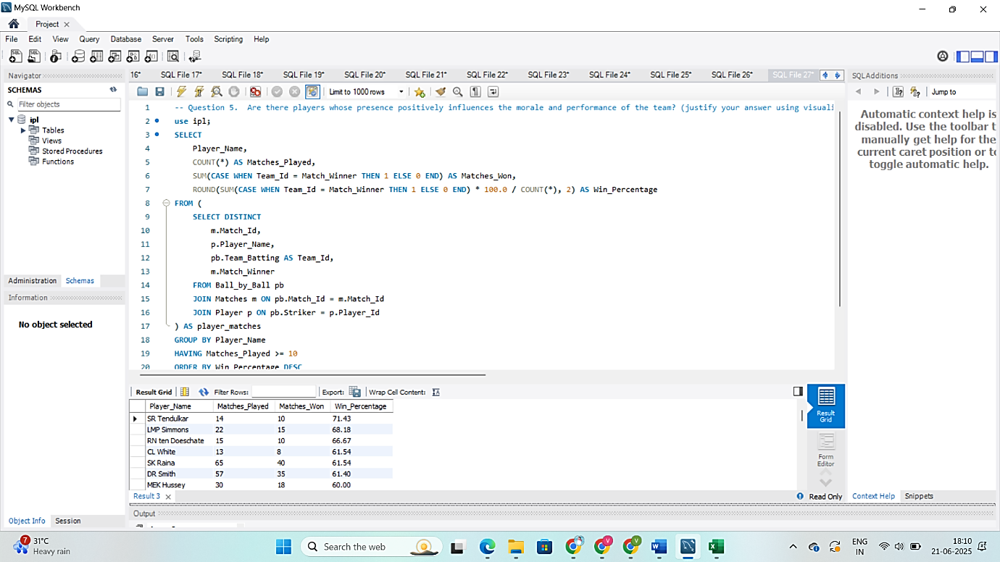 MySQL Workbench
Project
File Edit View Query Database Server Tools Scripting Help
Navigator
SCHEMAS
Filter objects
ipl
Tables
Views
Stored Procedures
Functions
Administration Schemas
Information
No object selected
Object Info Session
16* SQL File 17* SQL File 18* SQL File 19* SQL File 20* SQL File 21* SQL File 22* SQL File 23* SQL File 24* SQL File 25* SQL File 26* SQL File 27*
Limit to 1000 rows
1 -- Question 5. Are there players whose presence positively influences the morale and performance of the team? (justify your answer using visuali
2 use ipl;
3 SELECT
4 Player_Name,
5 COUNT(*) AS Matches_Played,
6 SUM(CASE WHEN Team_Id = Match_Winner THEN 1 ELSE 0 END) AS Matches_Won,
7 ROUND(SUM(CASE WHEN Team_Id = Match_Winner THEN 1 ELSE 0 END) * 100.0 / COUNT(*), 2) AS Win_Percentage
8 FROM (
9 SELECT DISTINCT
10 m.Match_Id,
11 p.Player_Name,
12 pb.Team_Batting AS Team_Id,
13 m.Match_Winner
14 FROM Ball_by_Ball pb
15 JOIN Matches m ON pb.Match_Id = m.Match_Id
16 JOIN Player p ON pb.Striker = p.Player_Id
17 ) AS player_matches
18 GROUP BY Player_Name
19 HAVING Matches_Played >= 10
20 ORDER BY Win_Percentage DESC
Result Grid Filter Rows: Export: Wrap Cell Content:
Player_Name Matches_Played Matches_Won Win_Percentage
SR Tendulkar 14 10 71.43
LMP Simmons 22 15 68.18
RN ten Doeschate 15 10 66.67
CL White 13 8 61.54
SK Raina 65 40 61.54
DR Smith 57 35 61.40
MEK Hussey 30 18 60.00
Result Grid
Form Editor
Result 3
Read Only
Output
SQLAdditions
Jump to
Automatic context help is
disabled. Use the toolbar t
manually get help for the
current caret position or to
toggle automatic help.
Context Help Snippets
7
31°C
Heavy rain
Search the web
V
V
ENG
IN
18:10
21-06-2025